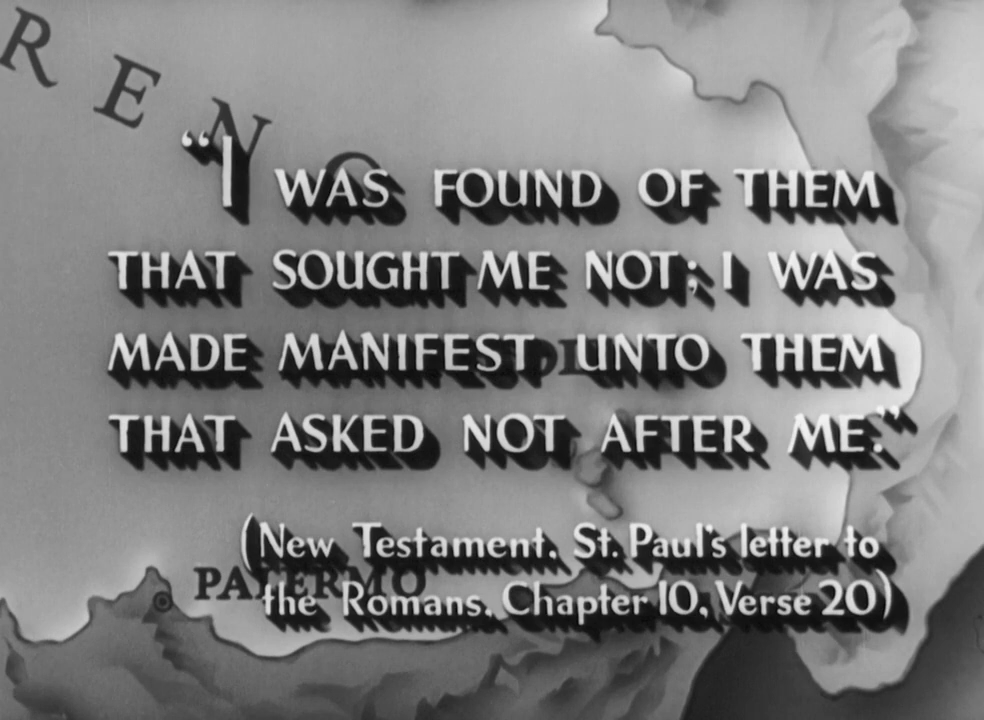 RENO
“I WAS FOUND OF THEM
THAT SOUGHT ME NOT; I WAS
MADE MANIFEST UNTO THEM
THAT ASKED NOT AFTER ME.”
(New Testament. St. Paul's letter to
PALERMO
the Romans. Chapter 10, Verse 20)